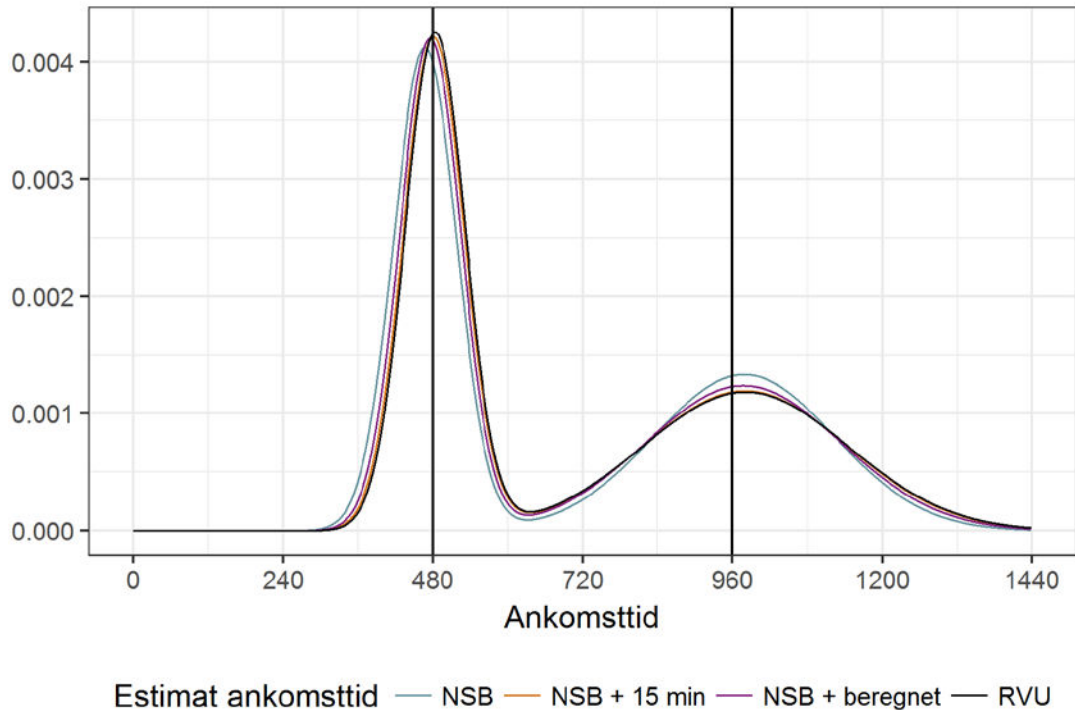 0.004
0.003
0.002
0.001
0.000
0 240 480 720 960 1200 1440
Ankomsttid
Estimat ankomsttid NSB NSB + 15 min NSB + beregnet RVU